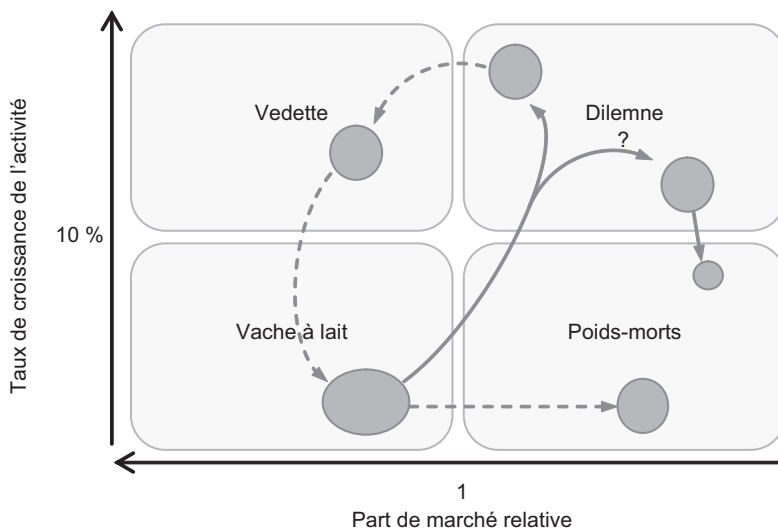 Taux de croissance de l'activité
Vedette
Dilemne
?
10 %
Vache à lait
Poids-morts
1
Part de marché relative